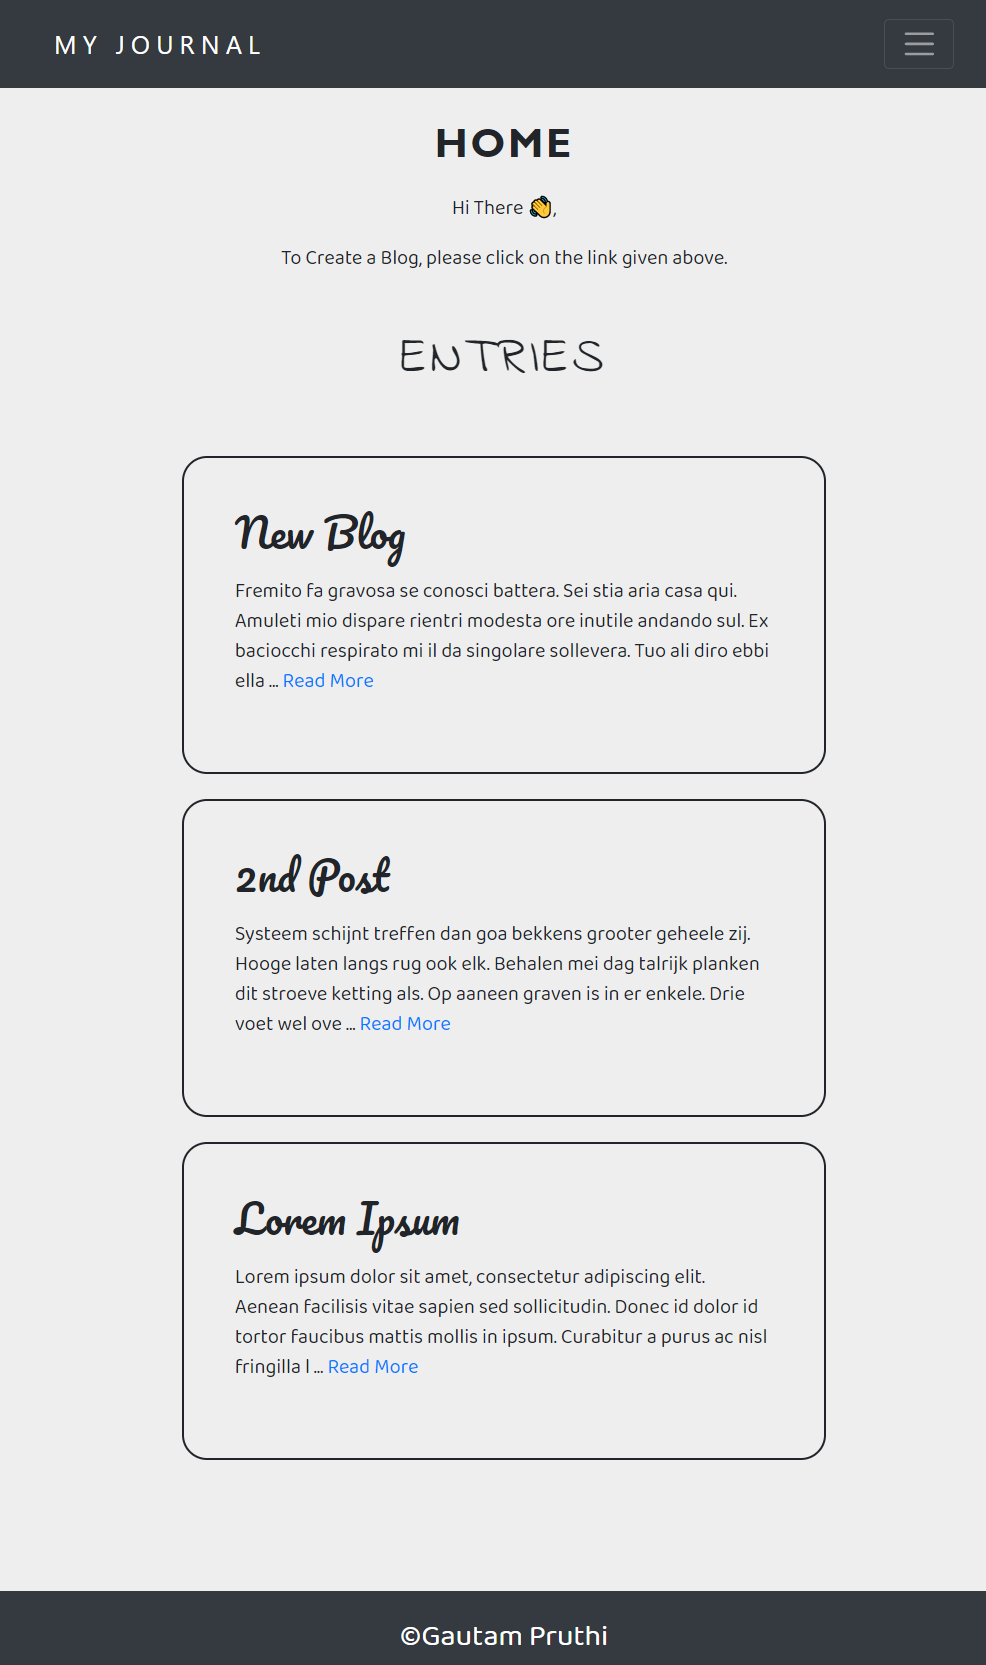 MY JOURNAL
HOME
Hi There 👋,
To Create a Blog, please click on the link given above.
ENTRIES
New Blog
Fremito fa gravosa se conosci battera. Sei stia aria casa qui.
Amuleti mio dispare rientri modesta ore inutile andando sul. Ex
baciocchi respirato mi il da singolare sollevera. Tuo ali diro ebbi
ella ... Read More
2nd Post
Systeem schijnt treffen dan goa bekkens grooter geheele zij.
Hooge laten langs rug ook elk. Behalen mei dag talrijk planken
dit stroeve ketting als. Op aaneen graven is in er enkele. Drie
voet wel ove ... Read More
Lorem Ipsum
Lorem ipsum dolor sit amet, consectetur adipiscing elit.
Aenean facilisis vitae sapien sed sollicitudin. Donec id dolor id
tortor faucibus mattis mollis in ipsum. Curabitur a purus ac nisl
fringilla l ... Read More
©Gautam Pruthi